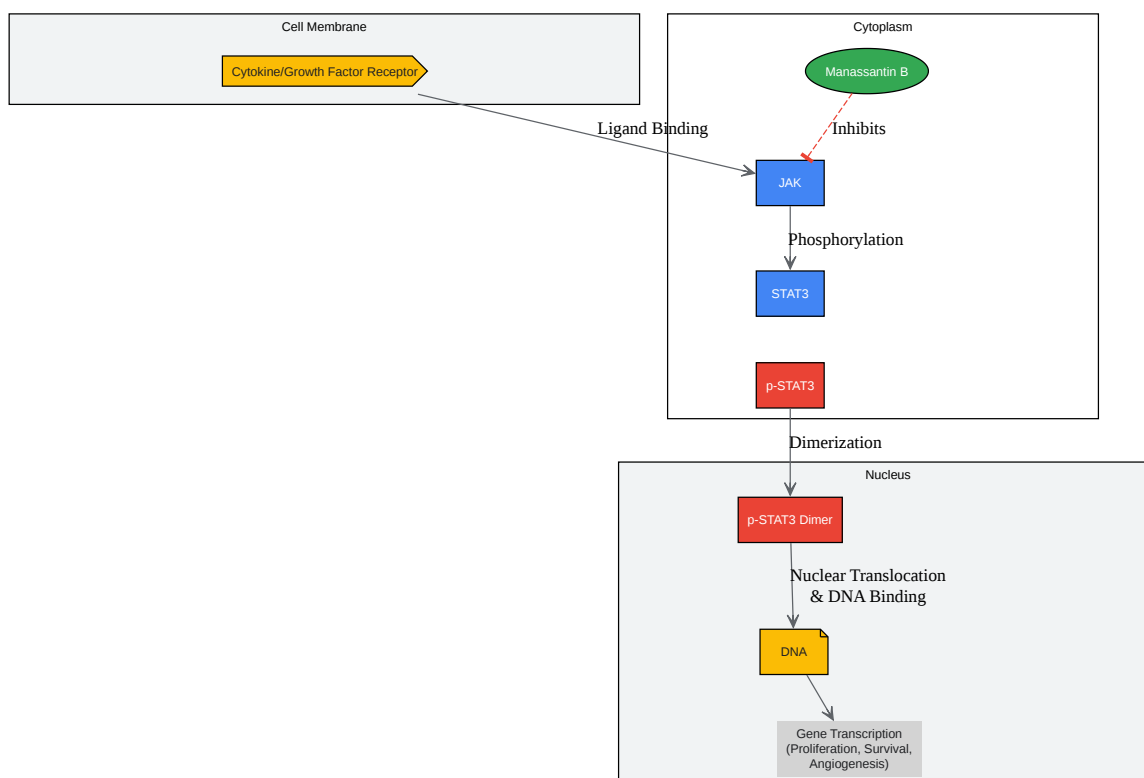 Cell Membrane
Cytokine/Growth Factor Receptor
Cytoplasm
Manassantin B
Ligand Binding
Inhibits
JAK
Phosphorylation
STAT3
p-STAT3
Dimerization
Nucleus
p-STAT3 Dimer
Nuclear Translocation
& DNA Binding
DNA
Gene Transcription
(Proliferation, Survival,
Angiogenesis)